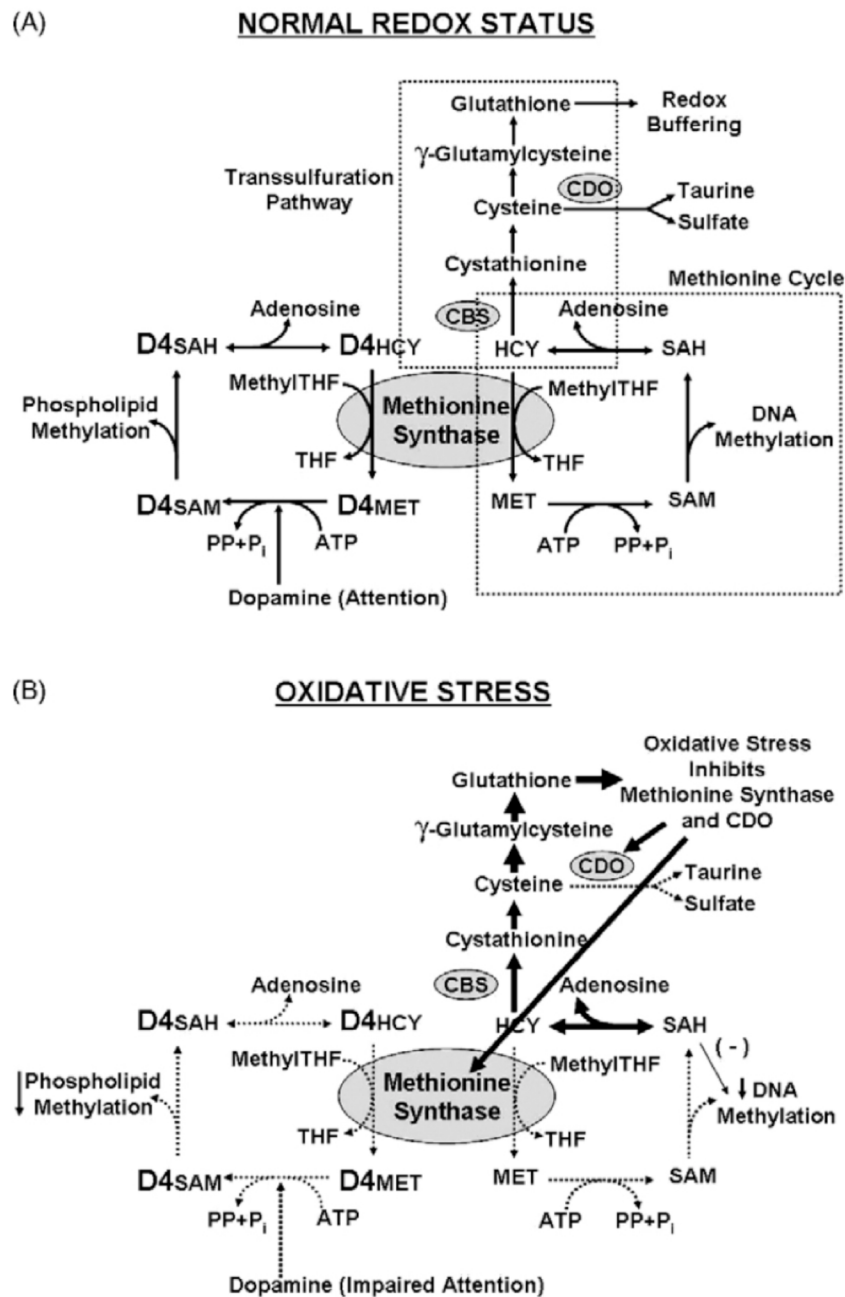 (A)
NORMAL REDOX STATUS
Glutathione
Redox
Buffering
γ-Glutamylcysteine
Transsulfuration
Pathway
CDO
Taurine
Cysteine
Sulfate
Cystathionine
Methionine Cycle
Adenosine
CBS
Adenosine
D4SAH
D4HCY
HCY
SAH
MethylTHF
MethylTHF
Phospholipid
Methylation
Methionine
Synthase
DNA
Methylation
THF
THF
D4SAM
D4MET
MET
SAM
PP+Pi
ATP
ATP
PP+Pi
Dopamine (Attention)
(B)
OXIDATIVE STRESS
Oxidative Stress
Inhibits
Methionine Synthase
and CDO
Glutathione
γ-Glutamylcysteine
CDO
Taurine
Cysteine
Sulfate
Cystathionine
CBS
Adenosine
Adenosine
D4SAH
D4HCY
HCY
SAH
(-)
MethylTHF
MethylTHF
Phospholipid
Methylation
Methionine
Synthase
DNA
Methylation
THF
THF
D4SAM
D4MET
MET
SAM
PP+Pi
ATP
ATP
PP+Pi
Dopamine (Impaired Attention)